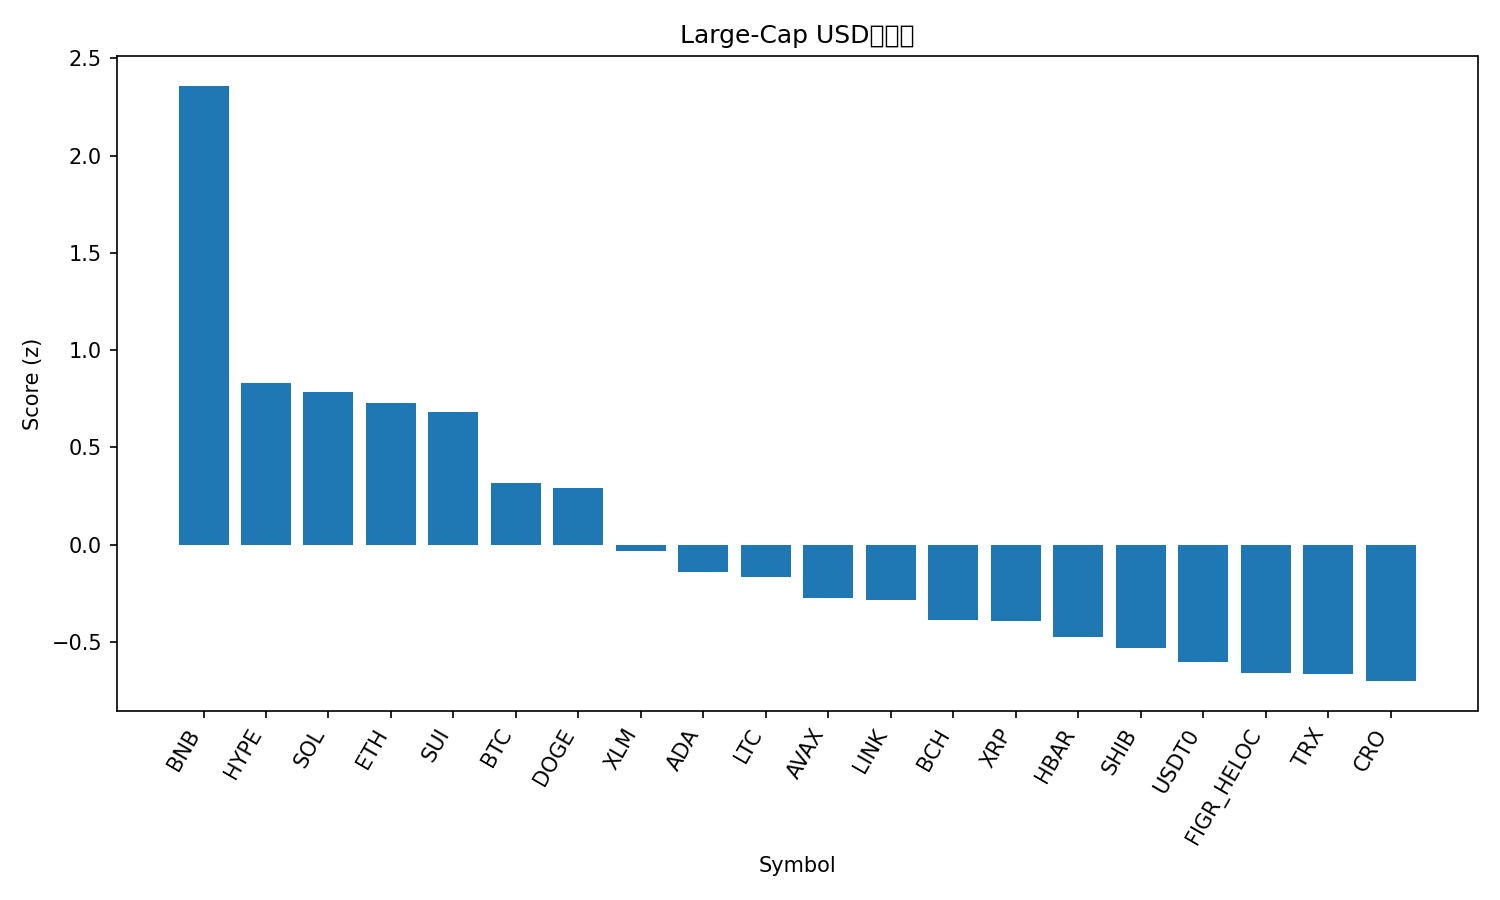 Large-Cap USD
2.5
2.0
1.5
1.0
0.5
0.0
−0.5
Score (z)
BNB
HYPE
SOL
ETH
SUI
BTC
DOGE
XLM
ADA
LTC
AVAX
LINK
BCH
XRP
HBAR
SHIB
USDT0
FIGR_HELOC
TRX
CRO
Symbol